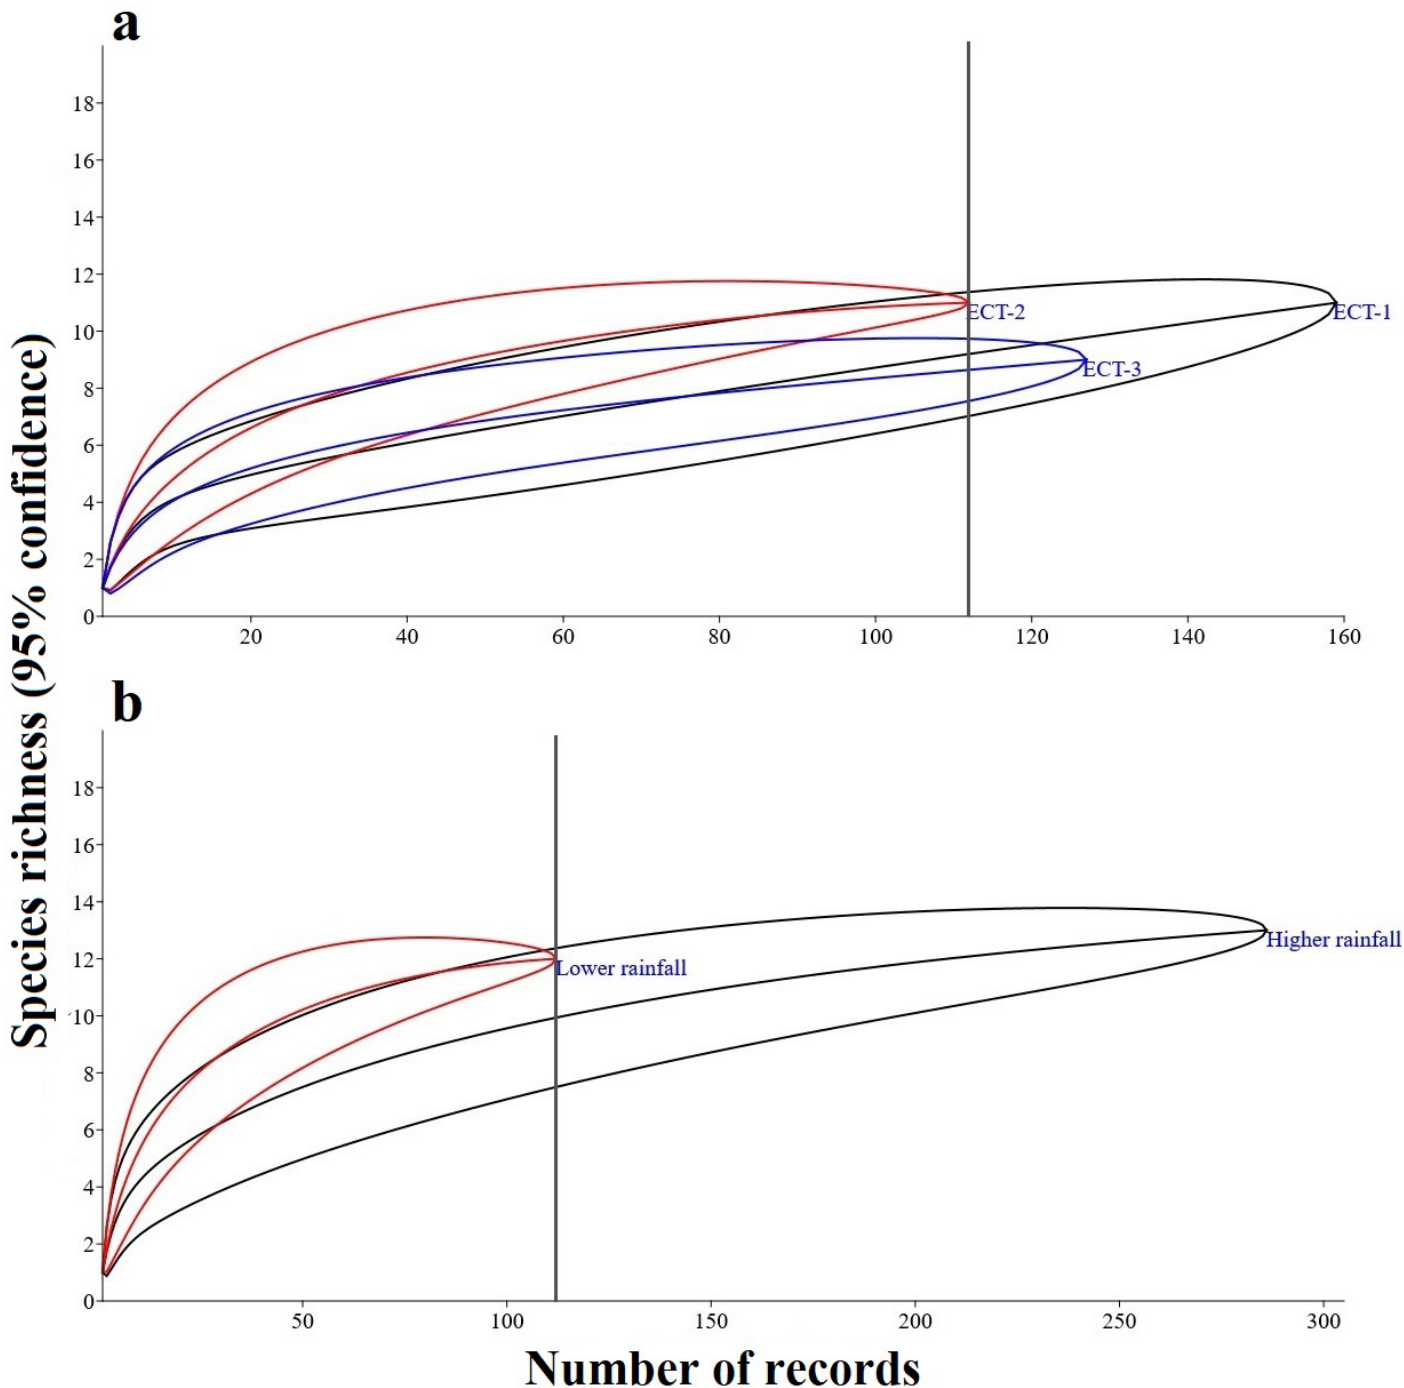 a
18
16
14
12
10
8
6
4
2
0
20 40 60 80 100 120 140 160
ECT-2
ECT-1
ECT-3
Species richness (95% confidence)
b
18
16
14
12
10
8
6
4
2
0
50 100 150 200 250 300
Higher rainfall
Lower rainfall
Number of records